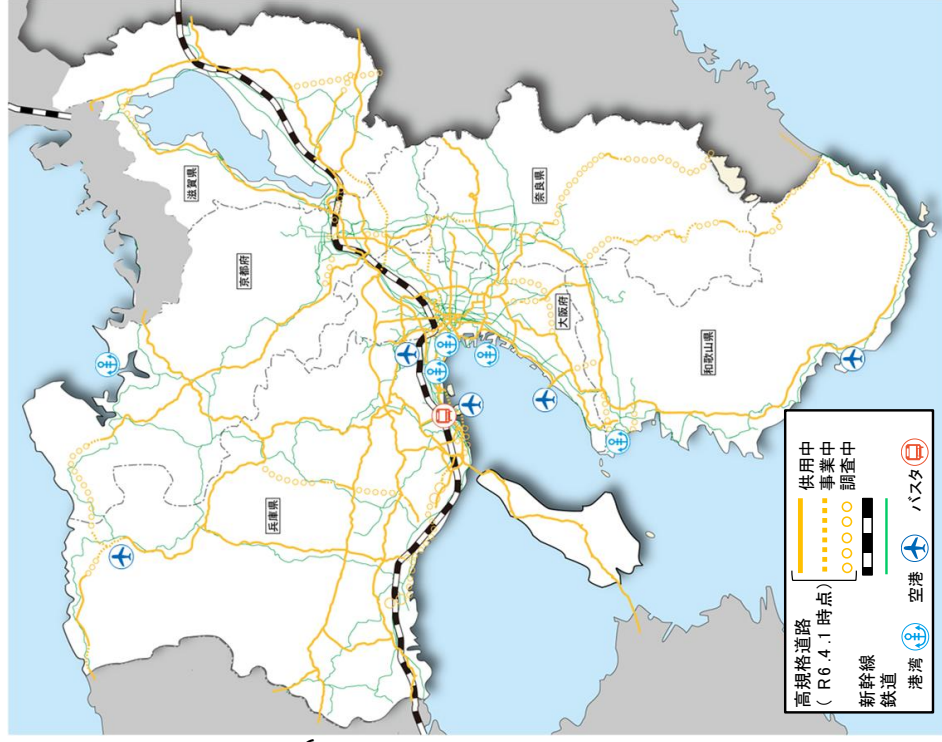 滋賀県
京都府
兵庫県
奈良県
大阪府
和歌山県
高規格道路
( R6.4.1 時点)
供用中
事業中
調査中
新幹線
鉄道
港湾
空港
バスタ